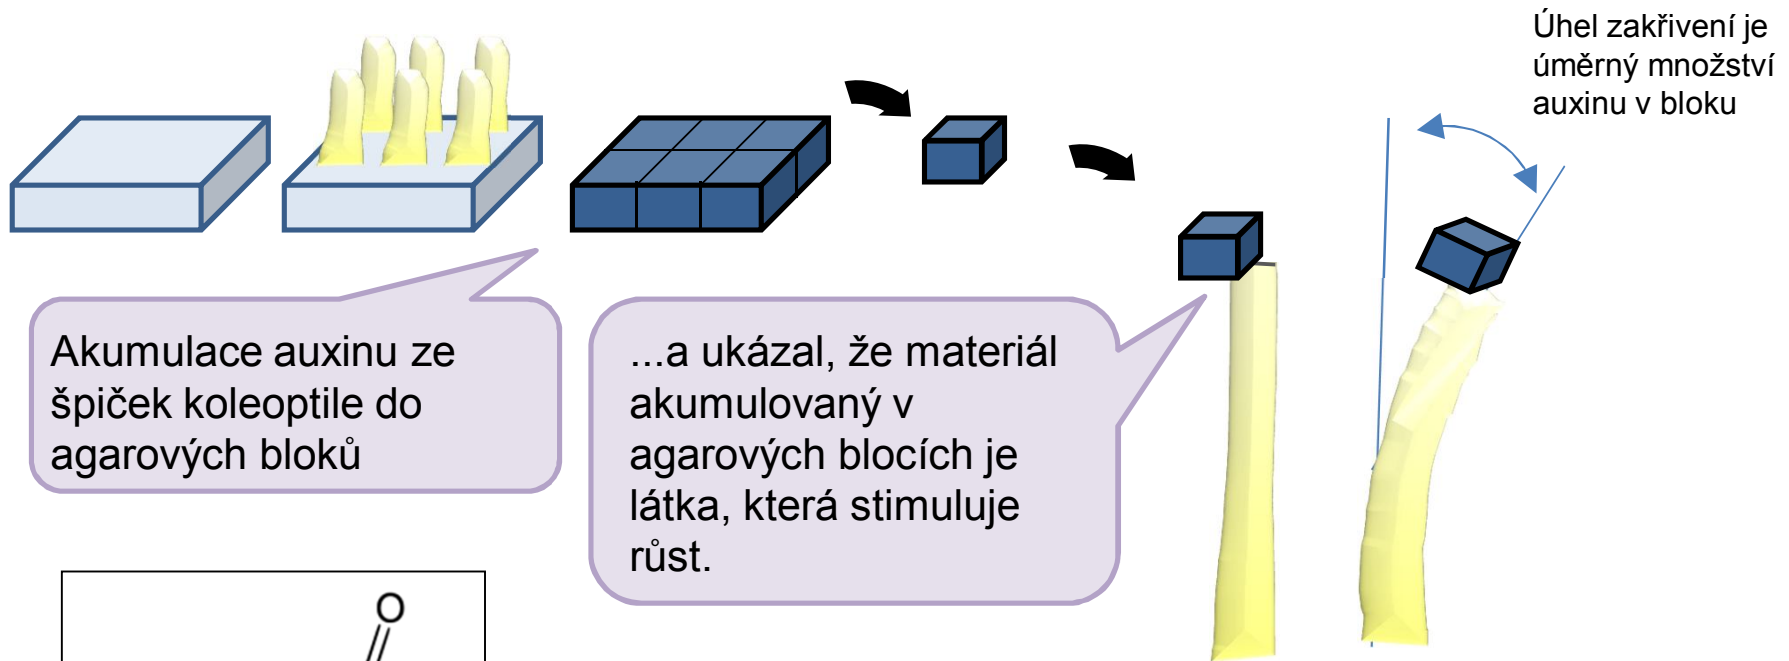 Úhel zakřivení je
úměrný množství
auxinu v bloku
Akumulace auxinu ze
špiček koleoptile do
agarových bloků
...a ukázal, že materiál
akumulovaný v
agarových blocích je
látka, která stimuluje
růst.
O